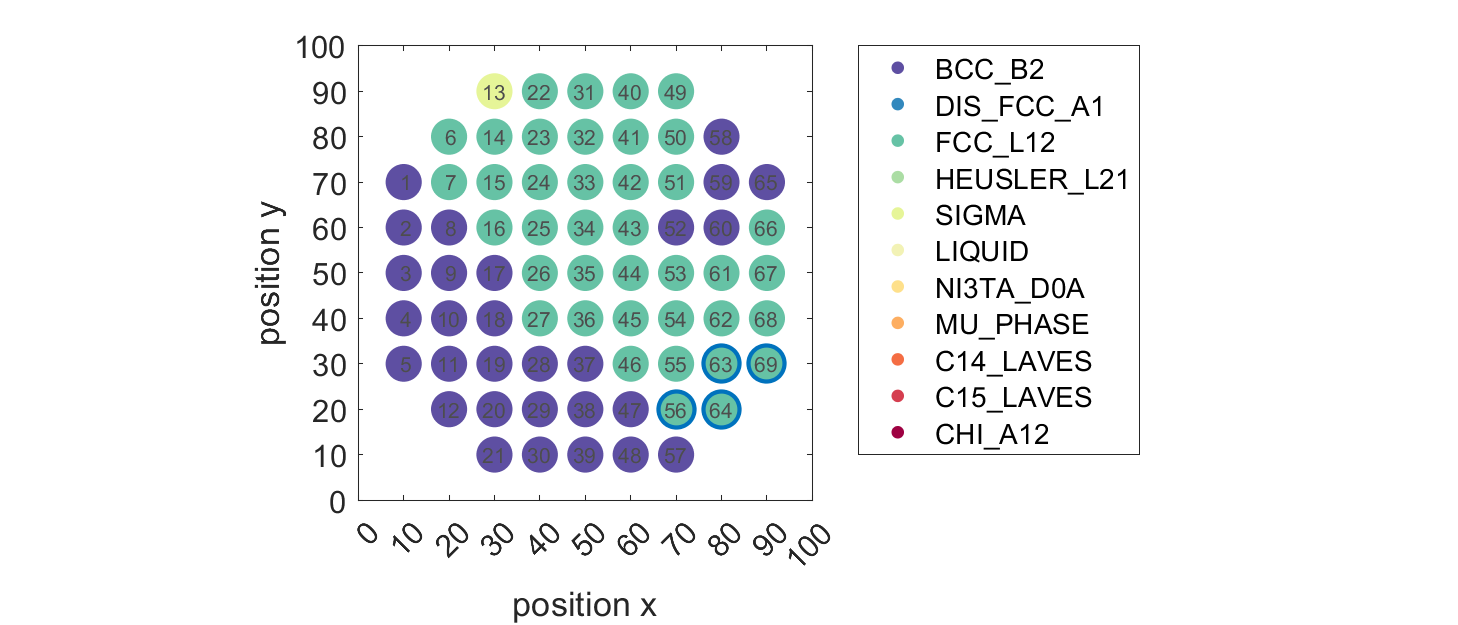 100
90
80
70
60
50
40
30
20
10
0
position y
13 22 31 40 49
6 14 23 32 41 50 58
1 7 15 24 33 42 51 59 65
2 8 16 25 34 43 52 60 66
3 9 17 26 35 44 53 61 67
4 10 18 27 36 45 54 62 68
5 11 19 28 37 46 55 63 69
12 20 29 38 47 56 64
21 30 39 48 57
0 10 20 30 40 50 60 70 80 90 100
position x
BCC_B2
DIS_FCC_A1
FCC_L12
HEUSLER_L21
SIGMA
LIQUID
NI3TA_D0A
MU_PHASE
C14_LAVES
C15_LAVES
CHI_A12